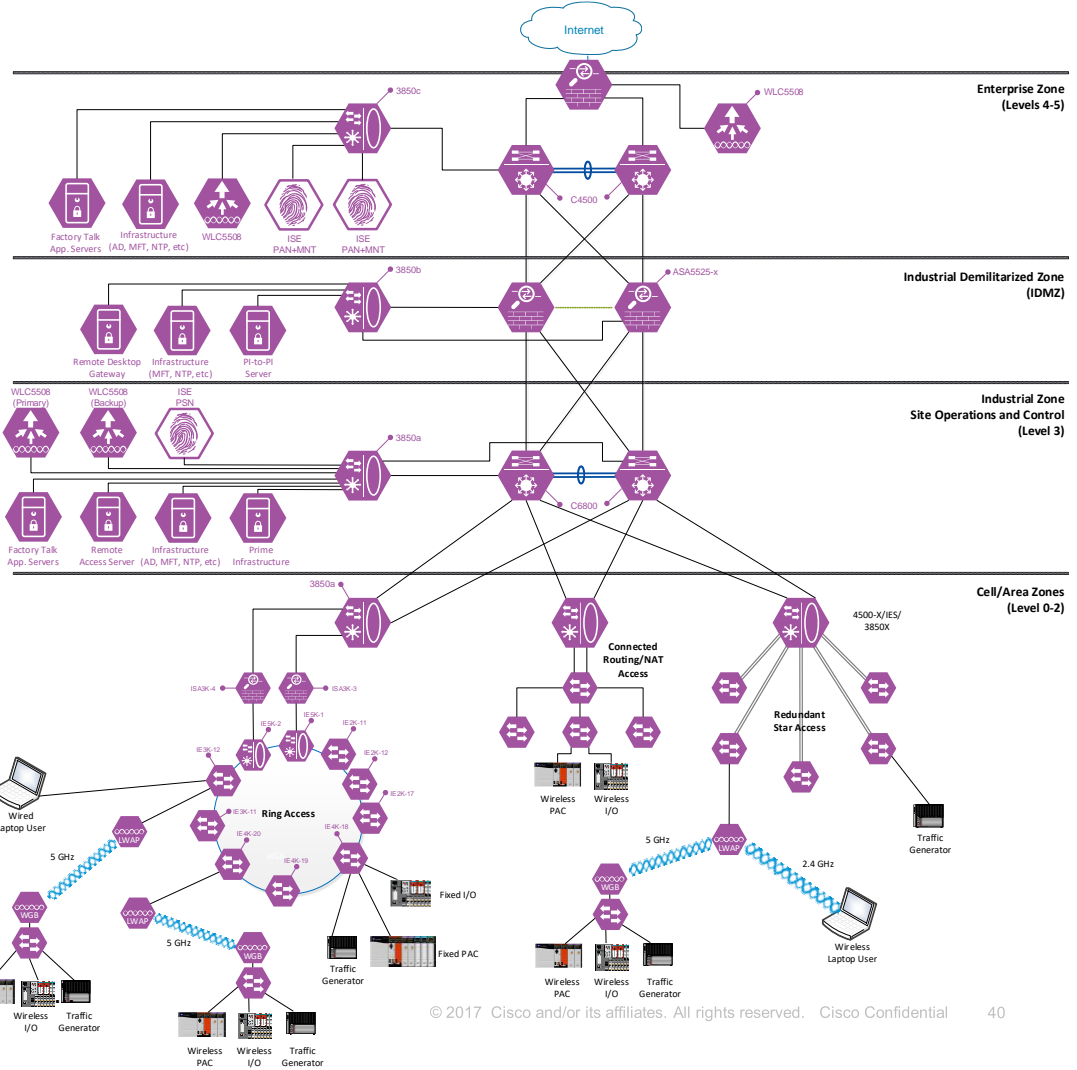 Internet
Enterprise Zone
(Levels 4-5)
3850c
WLC5508
C4500
Factory Talk
App. Servers
Infrastructure
(AD, MFT, NTP, etc)
WLC5508
ISE
PAN+MNT
ISE
PAN+MNT
Industrial Demilitarized Zone
(IDMZ)
3850b
ASA5525-x
Remote Desktop
Gateway
Infrastructure
(MFT, NTP, etc)
PI-to-PI
Server
Industrial Zone
Site Operations and Control
(Level 3)
WLC5508
(Primary)
WLC5508
(Backup)
ISE
PSN
3850a
C6800
Factory Talk
App. Servers
Remote
Access Server
Infrastructure
(AD, MFT, NTP, etc)
Prime
Infrastructure
Cell/Area Zones
(Level 0-2)
3850a
4500-X/IES/
3850X
Connected
Routing/NAT
Access
ISA3K-4
ISA3K-3
IE5K-2
IE5K-1
IE2K-11
IE3K-12
IE2K-12
IE2K-17
IE3K-11
IE4K-20
IE4K-18
IE4K-19
Ring Access
Redundant
Star Access
Wireless
PAC
Wireless
I/O
Wired
Laptop User
LWAP
5 GHz
WGB
LWAP
5 GHz
WGB
Fixed I/O
Fixed PAC
Traffic
Generator
Traffic
Generator
LWAP
5 GHz
2.4 GHz
WGB
Wireless
Laptop User
Wireless
PAC
Wireless
I/O
Traffic
Generator
Wireless
I/O
Traffic
Generator
Wireless
PAC
Wireless
I/O
Traffic
Generator
© 2017 Cisco and/or its affiliates. All rights reserved. Cisco Confidential 40